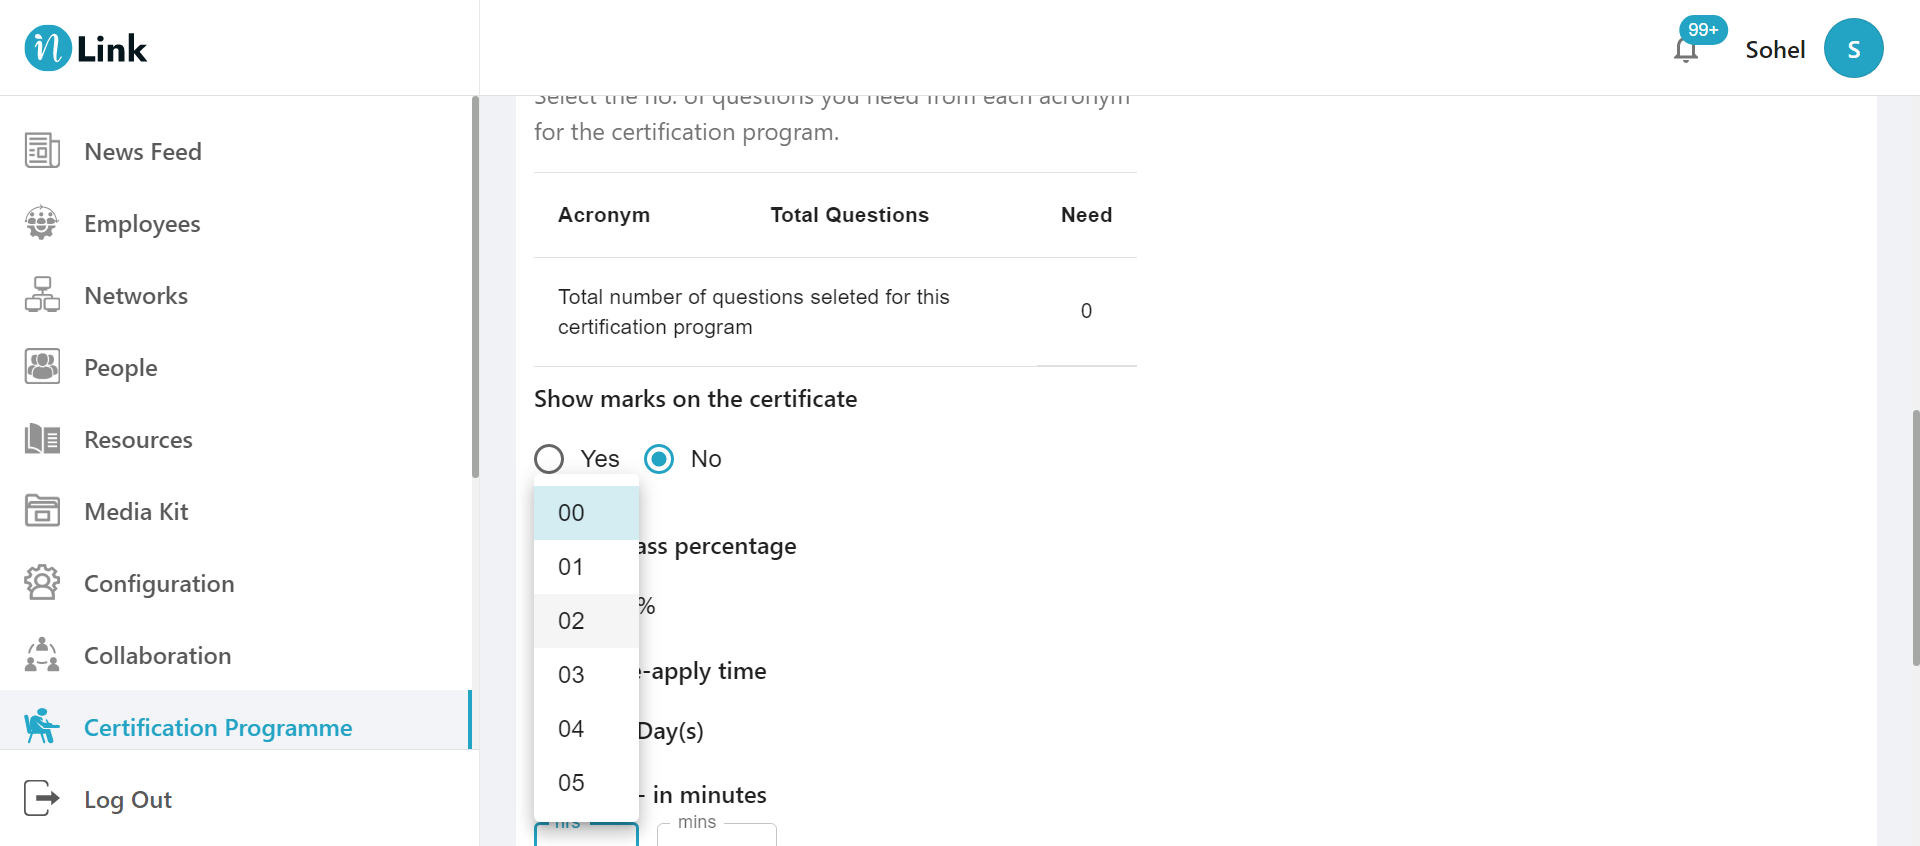 n Link
99+
Sohel
S
News Feed
Employees
Networks
People
Resources
Media Kit
Configuration
Collaboration
Certification Programme
Log Out
Select the no. of questions you need from each acronym
for the certification program.
Acronym Total Questions Need
Total number of questions seleted for this
certification program
0
Show marks on the certificate
Yes No
00
01
02
03
04
05
ass percentage
%
e-apply time
Day(s)
- in minutes
hrs mins